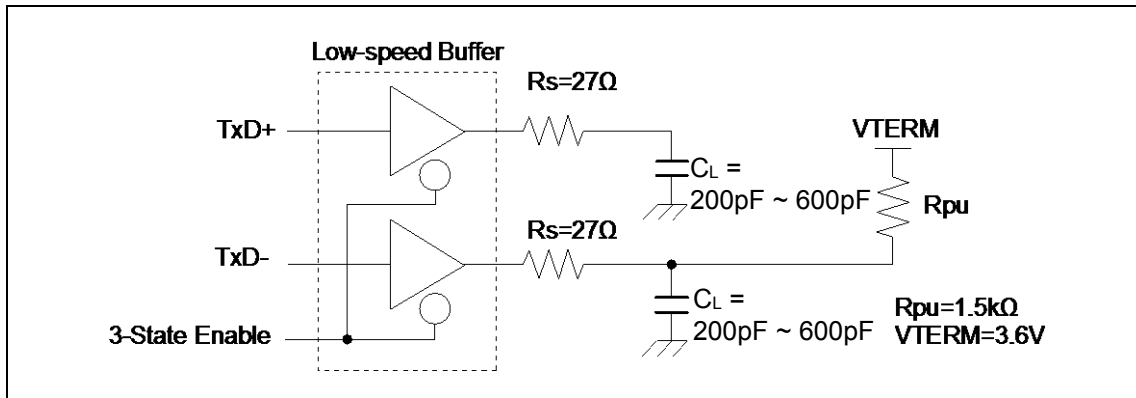 Low-speed Buffer
Rs=27Ω
TxD+
VTERM
CL =
200pF ~ 600pF
Rpu
Rs=27Ω
TxD-
CL =
200pF ~ 600pF
Rpu=1.5kΩ
VTERM=3.6V
3-State Enable